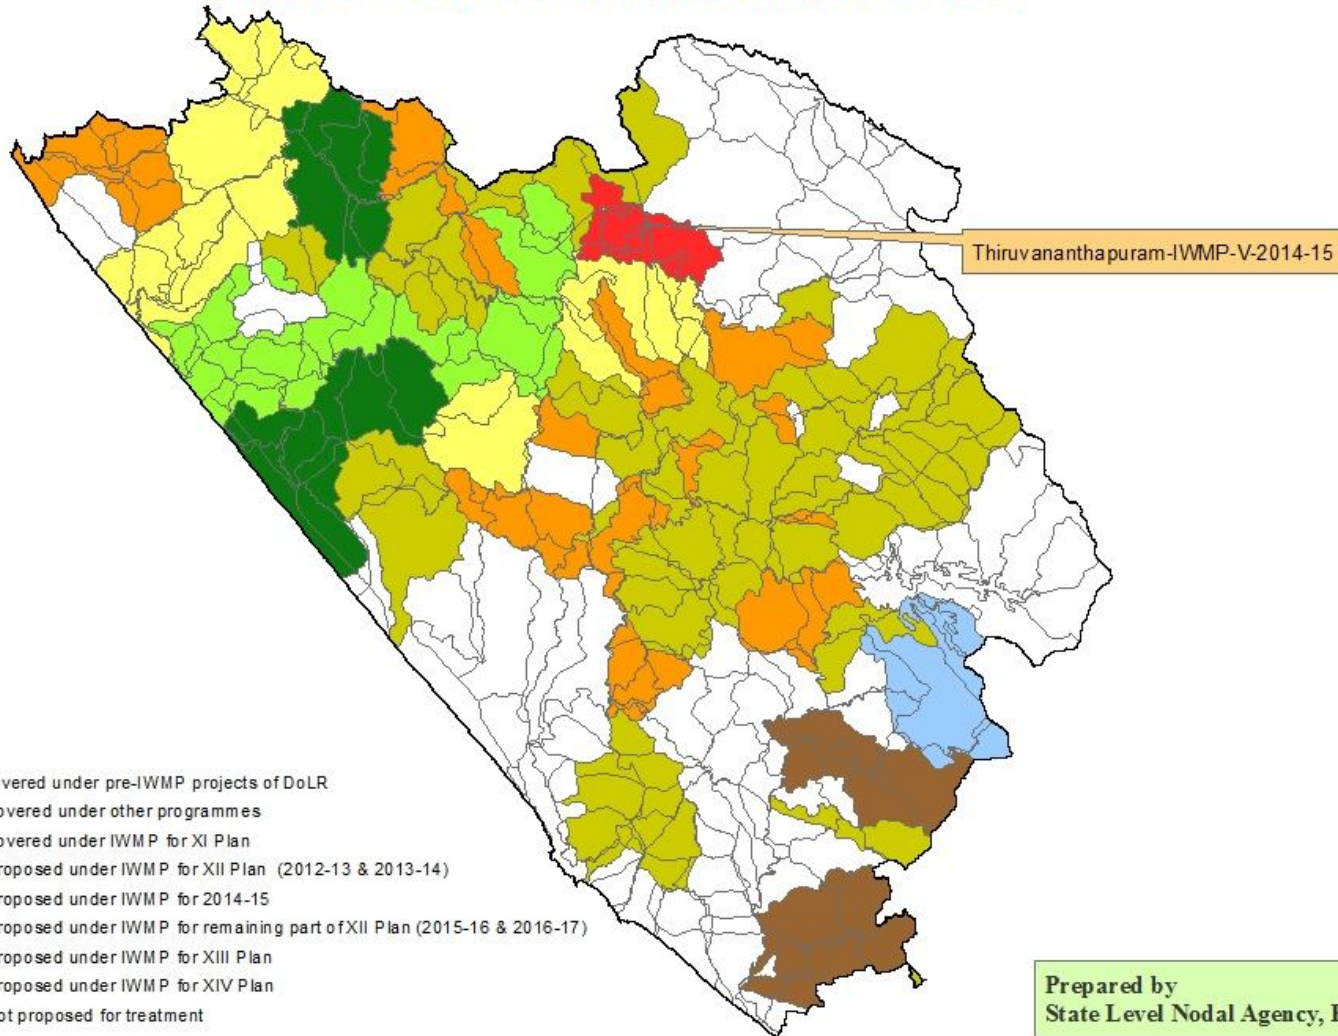 Thiruvananthapuram-IWMP-V-2014-15
vered under pre-IWMP projects of DoLR
overed under other programmes
overed under IWMP for XI Plan
roposed under IWMP for XII Plan (2012-13 & 2013-14)
roposed under IWMP for 2014-15
roposed under IWMP for remaining part of XII Plan (2015-16 & 2016-17)
roposed under IWMP for XIII Plan
roposed under IWMP for XIV Plan
ot proposed for treatment
Prepared by
State Level Nodal Agency,